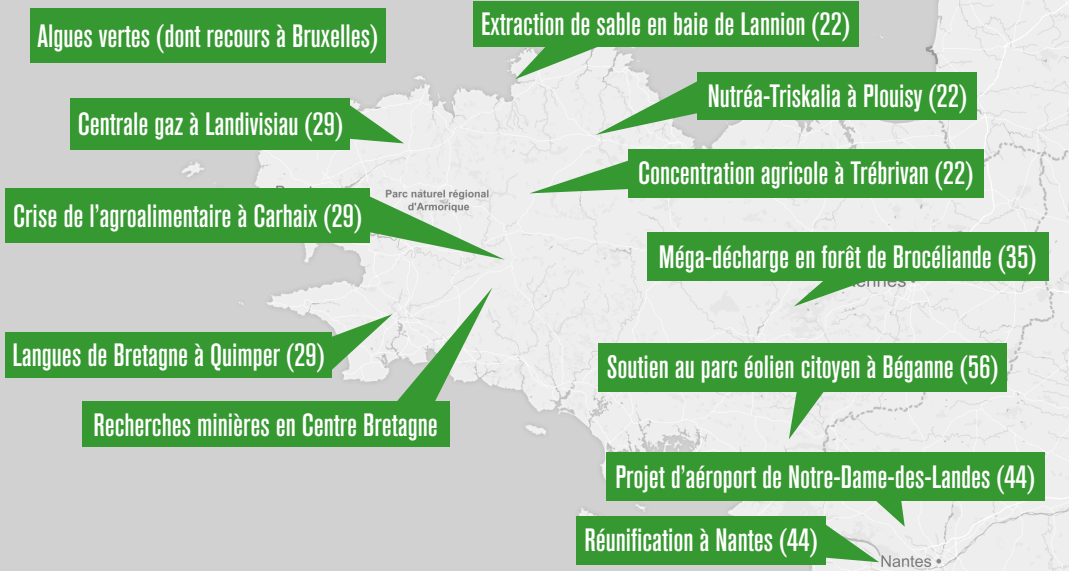 Algues vertes (dont recours à Bruxelles)
Extraction de sable en baie de Lannion (22)
Nutréa-Triskalia à Plouisy (22)
Centrale gaz à Landivisiau (29)
Concentration agricole à Trébrivan (22)
Parc naturel régional
d'Armorique
Crise de l'agroalimentaire à Carhaix (29)
Méga-décharge en forêt de Brocéliande (35)
Langues de Bretagne à Quimper (29)
Soutien au parc éolien citoyen à Béganne (56)
Recherches minières en Centre Bretagne
Projet d'aéroport de Notre-Dame-des-Landes (44)
Réunification à Nantes (44)
Nantes